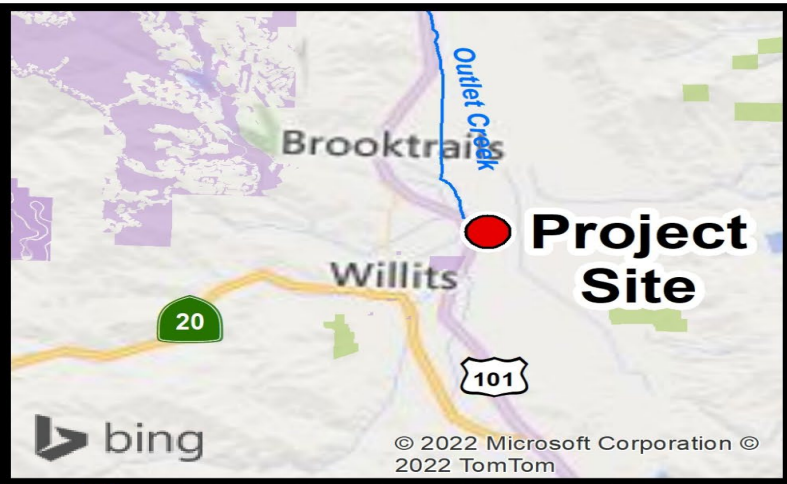 Outlet Creek
Brooktrails
Project
Site
Willits
20
101
bing
© 2022 Microsoft Corporation ©
2022 TomTom